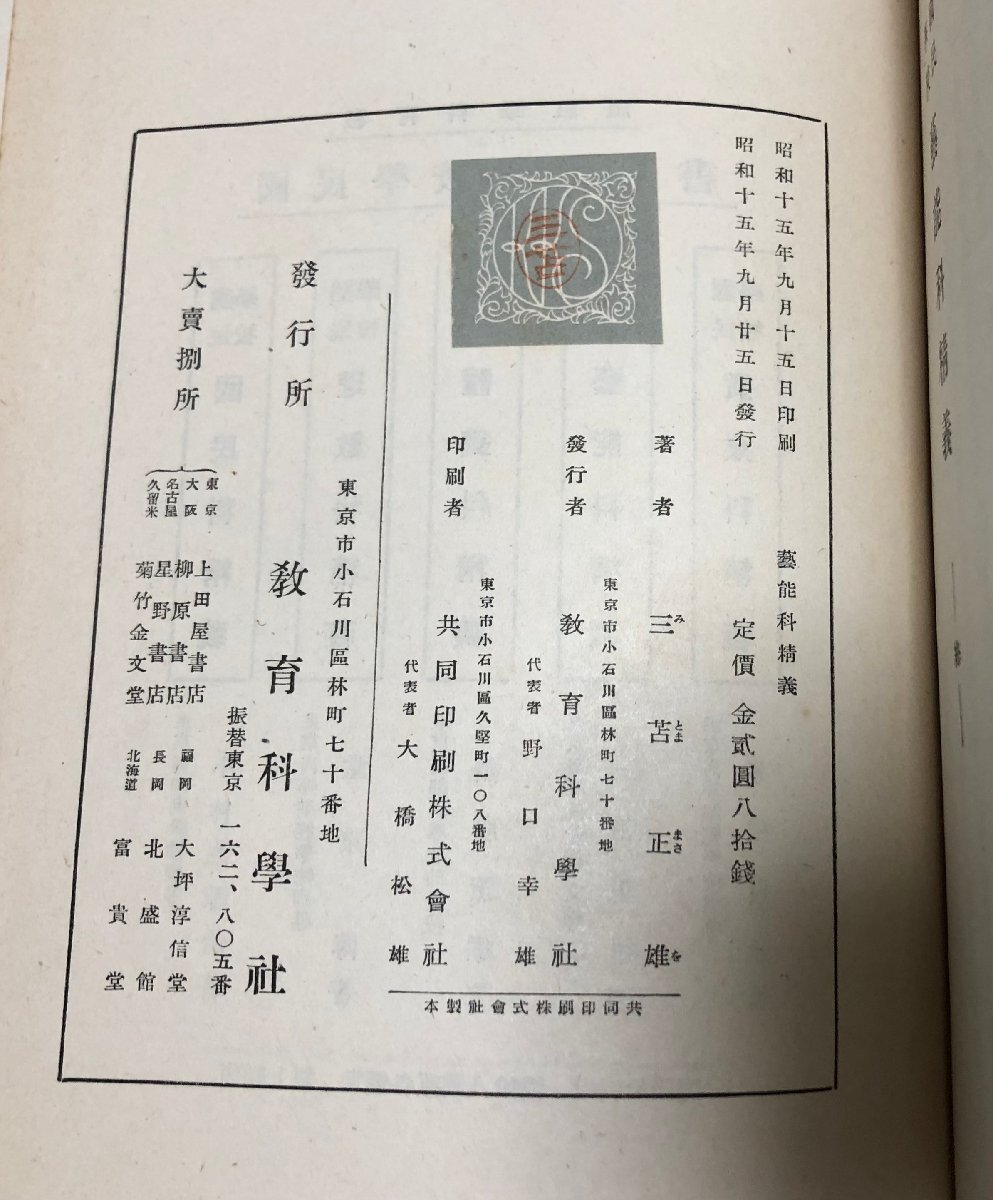 昭和十五年九月十五日印刷
昭和十五年九月廿五日發行
藝能科精義
定價 金貳圓八拾錢
著者 三苫正雄
み とま まさ を
發行者
東京市小石川區林町七十番地
教育科學社
代表者 野口幸雄
印刷者
東京市小石川區久堅町一〇八番地
共同印刷株式會社
代表者 大橋松雄
共同印刷株式會社製本
發行所
東京市小石川區林町七十番地
教育科學社
振替東京 一六二、八〇五番
大賣捌所
東京 上田屋書店
大阪 柳原書店
名古屋 星野書店
久留米 菊竹金文堂
福岡 大坪淳信堂
長岡 北盛館
北海道 富貴堂